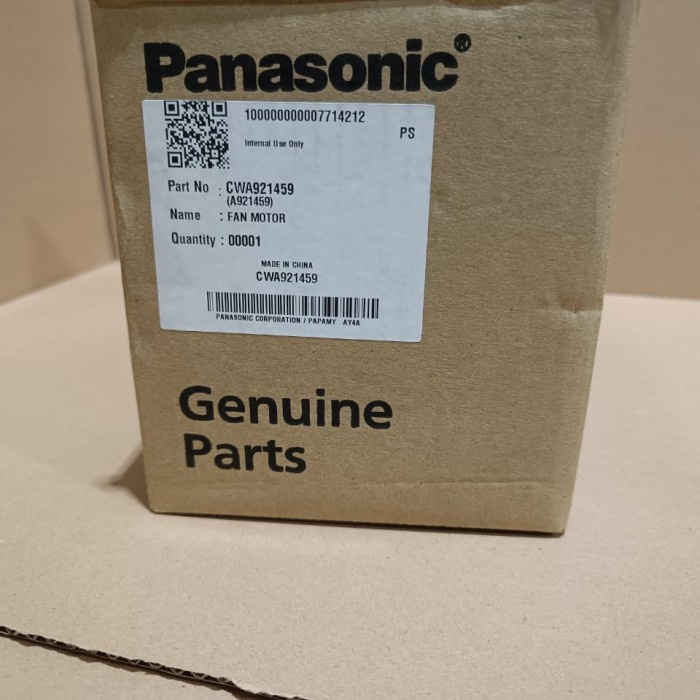 Panasonic®
100000000007714212
PS
Internal Use Only
Part No : CWA921459
(A921459)
Name : FAN MOTOR
Quantity : 00001
MADE IN CHINA
CWA921459
PANASONIC CORPORATION / PAPAMY AY4A
Genuine
Parts